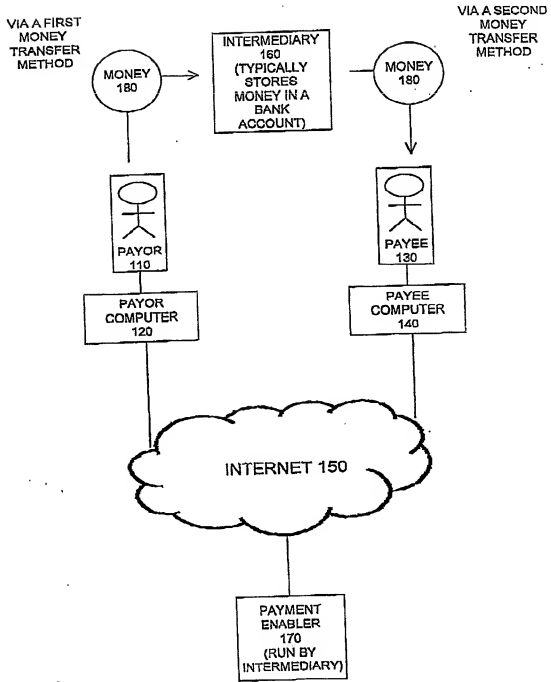 VIA A FIRST
MONEY
TRANSFER
METHOD
MONEY
180
INTERMEDIARY
160
(TYPICALLY
STORES
MONEY IN A
BANK
ACCOUNT)
MONEY
180
VIA A SECOND
MONEY
TRANSFER
METHOD
PAYOR
110
PAYEE
130
PAYOR
COMPUTER
120
PAYEE
COMPUTER
140
INTERNET 150
PAYMENT
ENABLER
170
(RUN BY
INTERMEDIARY)